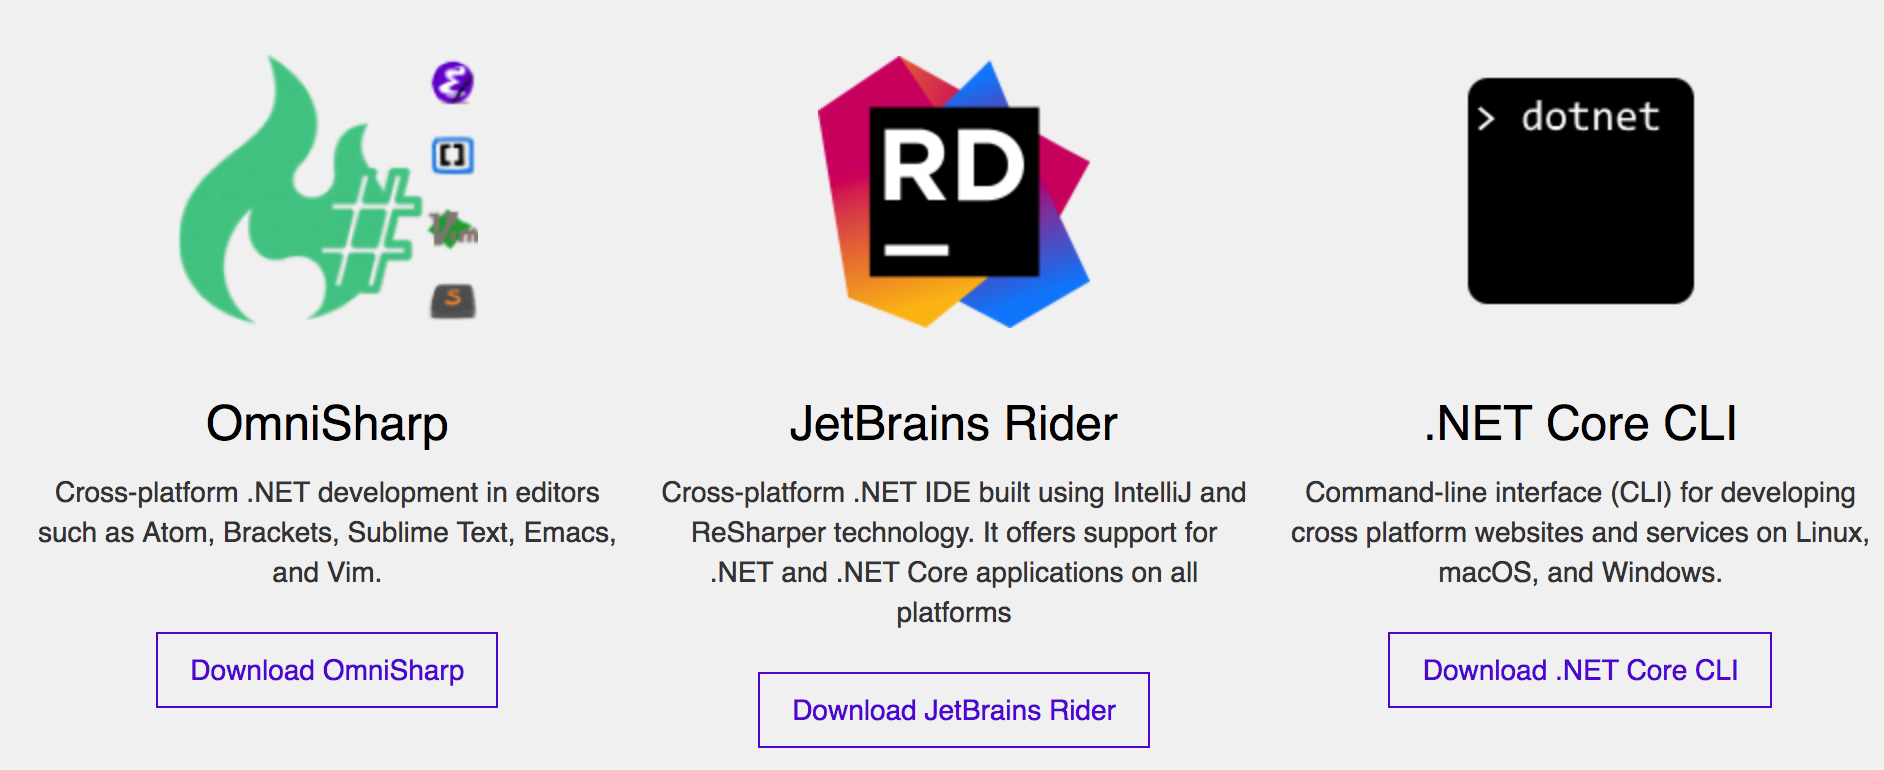 > dotnet
RD
Vim
S
OmniSharp
Cross-platform .NET development in editors
such as Atom, Brackets, Sublime Text, Emacs,
and Vim.
Download OmniSharp
JetBrains Rider
Cross-platform .NET IDE built using IntelliJ and
ReSharper technology. It offers support for
.NET and .NET Core applications on all
platforms
Download JetBrains Rider
.NET Core CLI
Command-line interface (CLI) for developing
cross platform websites and services on Linux,
macOS, and Windows.
Download .NET Core CLI